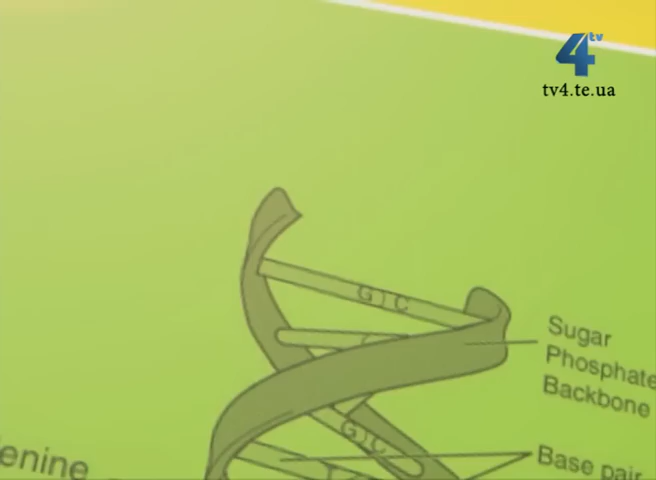 4tv
tv4.te.ua
G C
Sugar
Phosphate
Backbone
G C
enine
Base pair